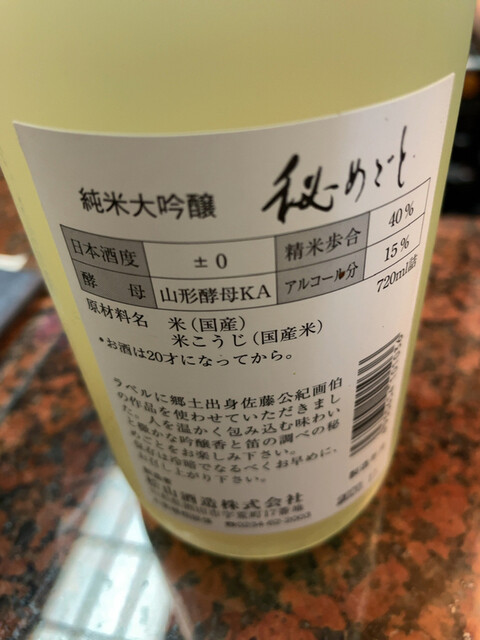 純米大吟醸 秘めごと
日本酒度 ±0 精米歩合 40%
酵母 山形酵母KA アルコール分 15%
720ml詰
原材料名 米(国産)
米こうじ(国産米)
•お酒は20才になってから。
ラベルに郷土出身佐藤公紀画伯
の作品を使わせていただきまし
た。人を温かく包み込む味わい
と豊かな吟醸香と笛の調べの秘
めごとをお楽しみ下さい。
保存は冷暗でなるべくお早めに、
お召し上がり下さい。
松山酒造株式会社